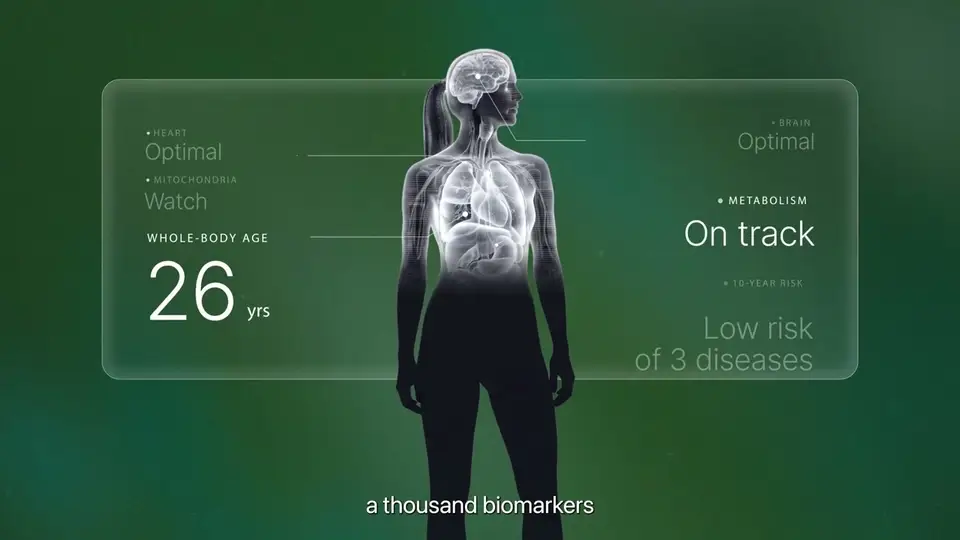 HEART
Optimal
MITOCHONDRIA
Watch
WHOLE-BODY AGE
26 yrs
BRAIN
Optimal
METABOLISM
On track
10-YEAR RISK
Low risk
of 3 diseases
a thousand biomarkers